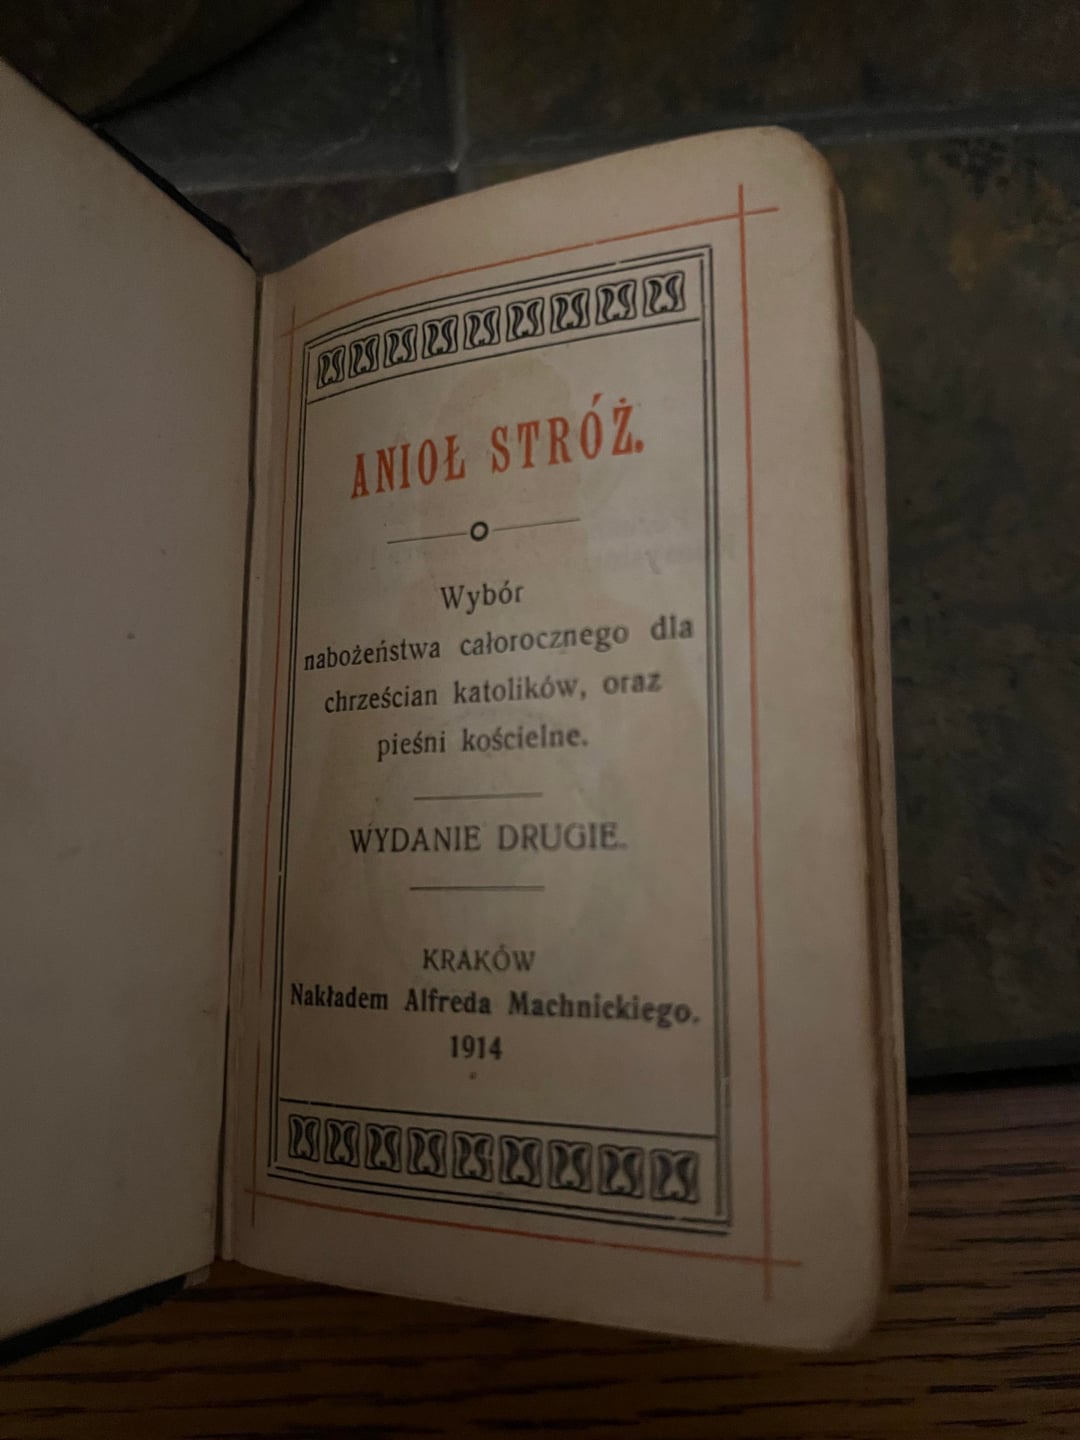 ANIOŁ STRÓŻ.
Wybór
nabożeństwa całorocznego dla
chrześcian katolików, oraz
pieśni kościelne.
WYDANIE DRUGIE.
KRAKÓW
Nakładem Alfreda Machnickiego.
1914